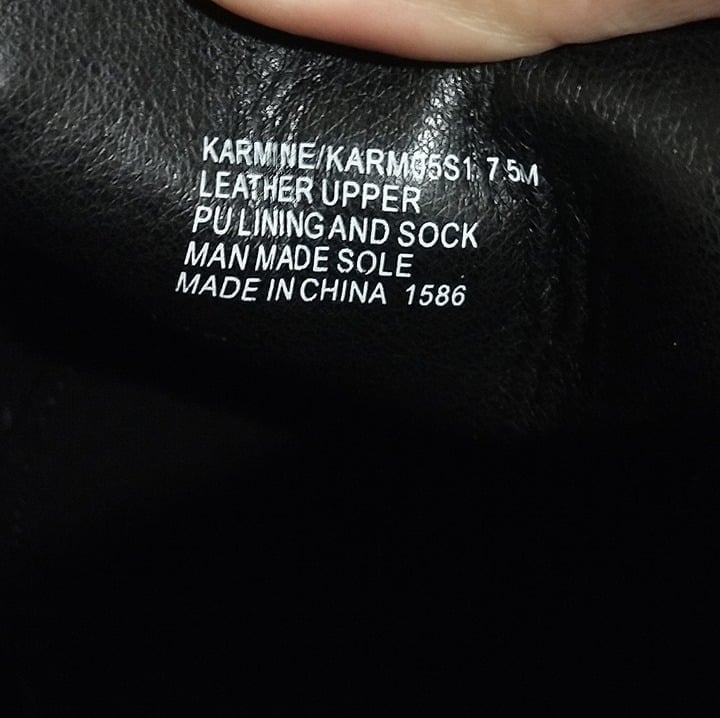 KARMINE/KARM05S1 7.5M
LEATHER UPPER
PU LINING AND SOCK
MAN MADE SOLE
MADE IN CHINA 1586